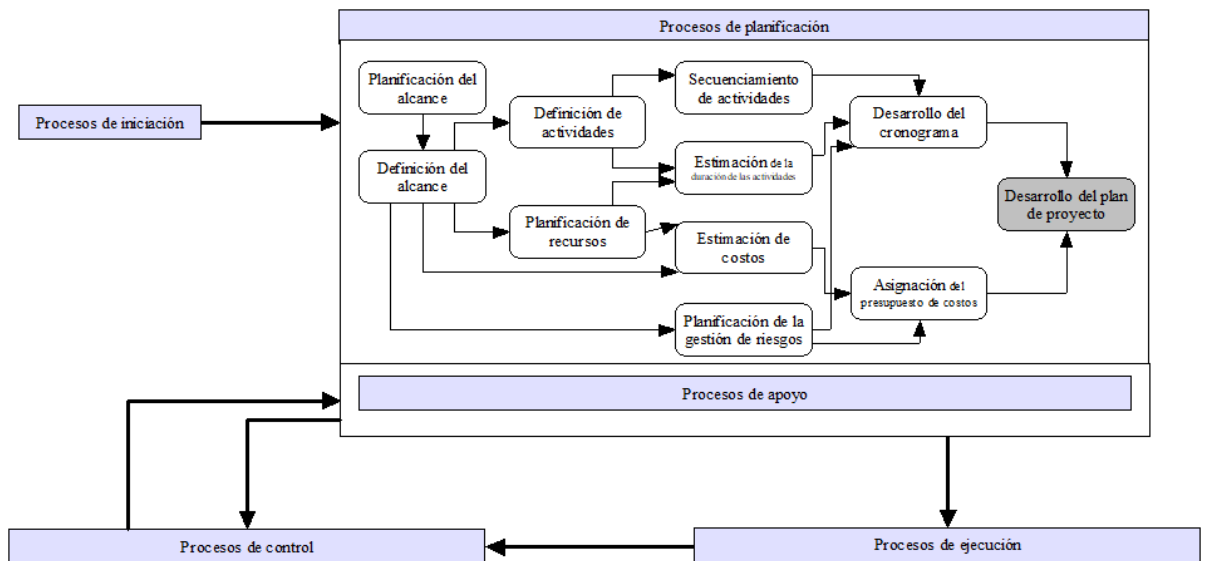 Procesos de planificación
Planificación del
alcance
Secuenciamiento
de actividades
Procesos de iniciación
Definición de
actividades
Desarrollo del
cronograma
Definición del
alcance
Estimación de la
duración de las actividades
Desarrollo del plan
de proyecto
Planificación de
recursos
Estimación de
costos
Asignación del
presupuesto de costos
Planificación de la
gestión de riesgos
Procesos de apoyo
Procesos de control
Procesos de ejecución